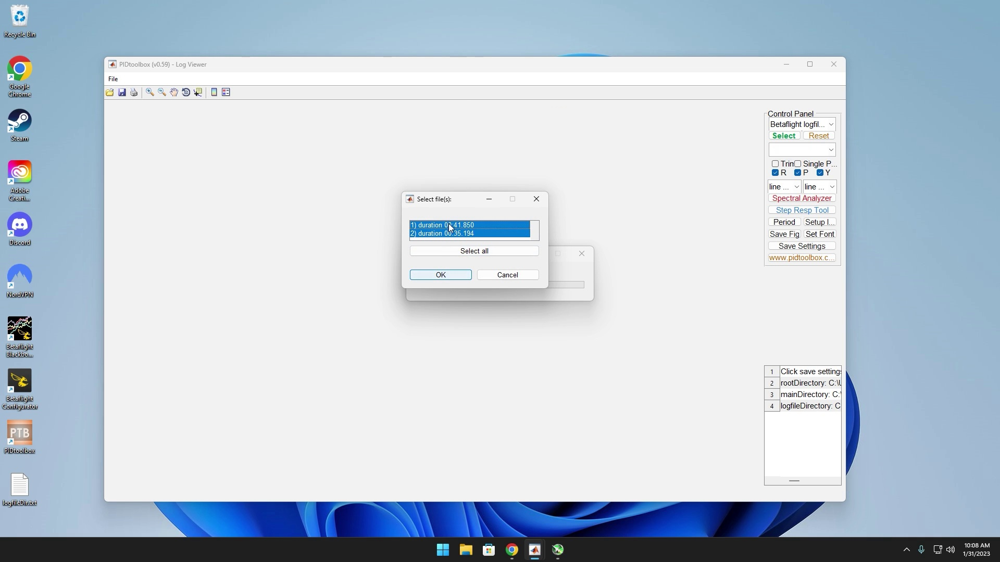 Recycle Bin
Google
Chrome
Steam
Adobe
Creati...
Discord
NordVPN
Betaflight
Blackbo...
Betaflight
Configurator
PTB
PIDtoolbox
logfileDir.txt
PIDtoolbox (v0.59) - Log Viewer
File
Select file(s):
1) duration 00:41.850
2) duration 00:35.194
Select all
OK
Cancel
Control Panel
Betaflight logfil...
Select
Reset
Trin
Single P...
R
P
Y
line ...
line ...
Spectral Analyzer
Step Resp Tool
Period
Setup I...
Save Fig
Set Font
Save Settings
www.pidtoolbox.c...
1 Click save settings
2 rootDirectory: C:\U
3 mainDirectory: C:\
4 logfileDirectory: C
10:08 AM
1/31/2023